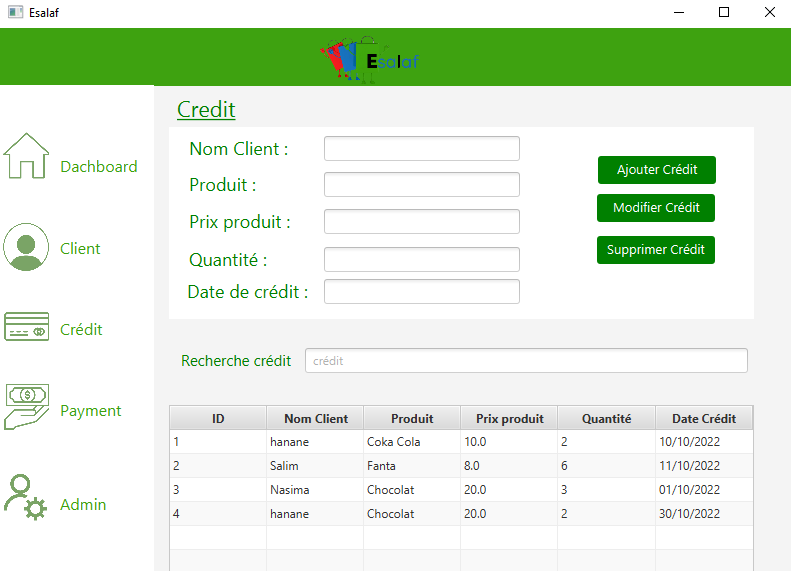 Esalaf
Esalaf
Credit
Nom Client :
Produit :
Prix produit :
Quantité :
Date de crédit :
Ajouter Crédit
Modifier Crédit
Supprimer Crédit
Dachboard
Client
Crédit
Payment
Admin
Recherche crédit crédit
ID Nom Client Produit Prix produit Quantité Date Crédit
1 hanane Coka Cola 10.0 2 10/10/2022
2 Salim Fanta 8.0 6 11/10/2022
3 Nasima Chocolat 20.0 3 01/10/2022
4 hanane Chocolat 20.0 2 30/10/2022